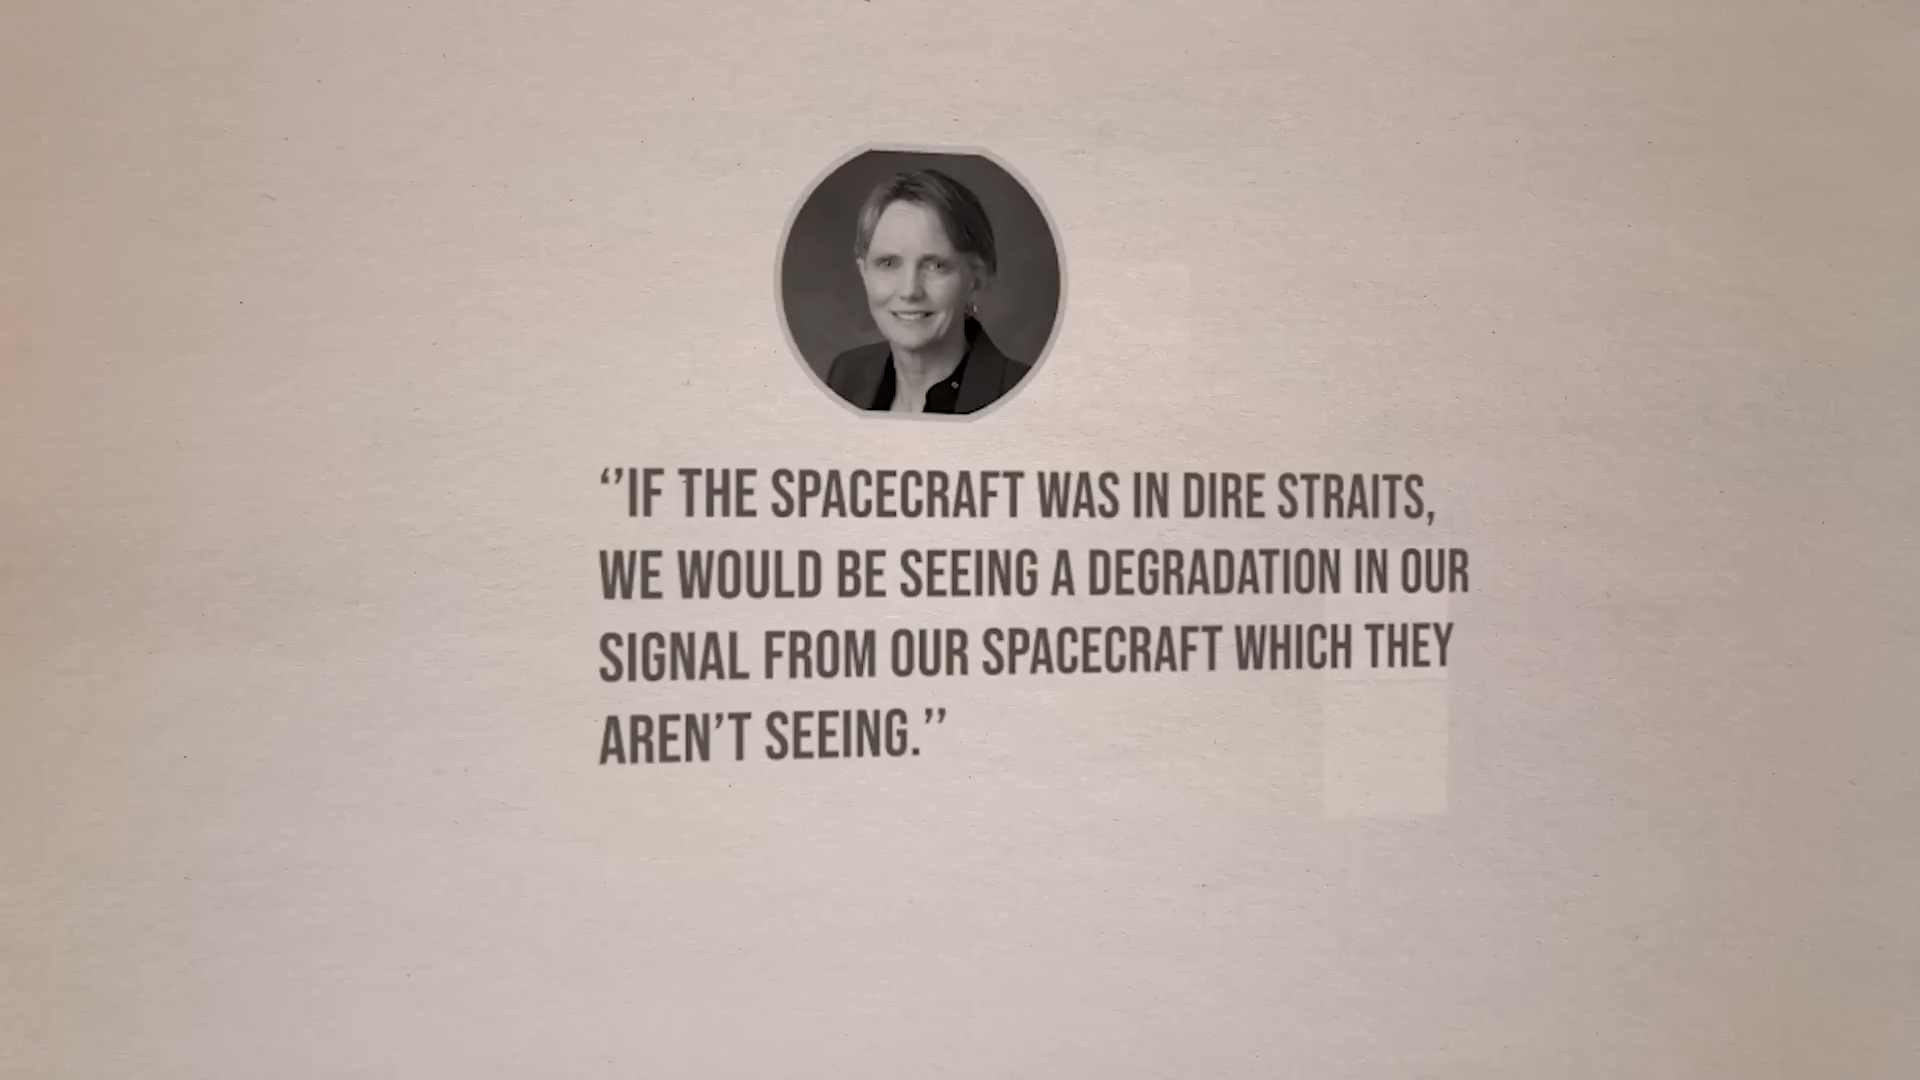 ‘’IF THE SPACECRAFT WAS IN DIRE STRAITS,
WE WOULD BE SEEING A DEGRADATION IN OUR
SIGNAL FROM OUR SPACECRAFT WHICH THEY
AREN’T SEEING.’’